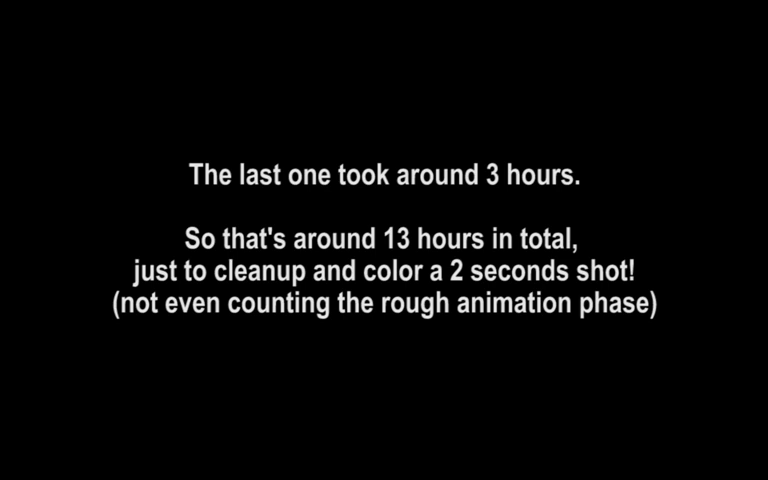 The last one took around 3 hours.
So that's around 13 hours in total,
just to cleanup and color a 2 seconds shot!
(not even counting the rough animation phase)